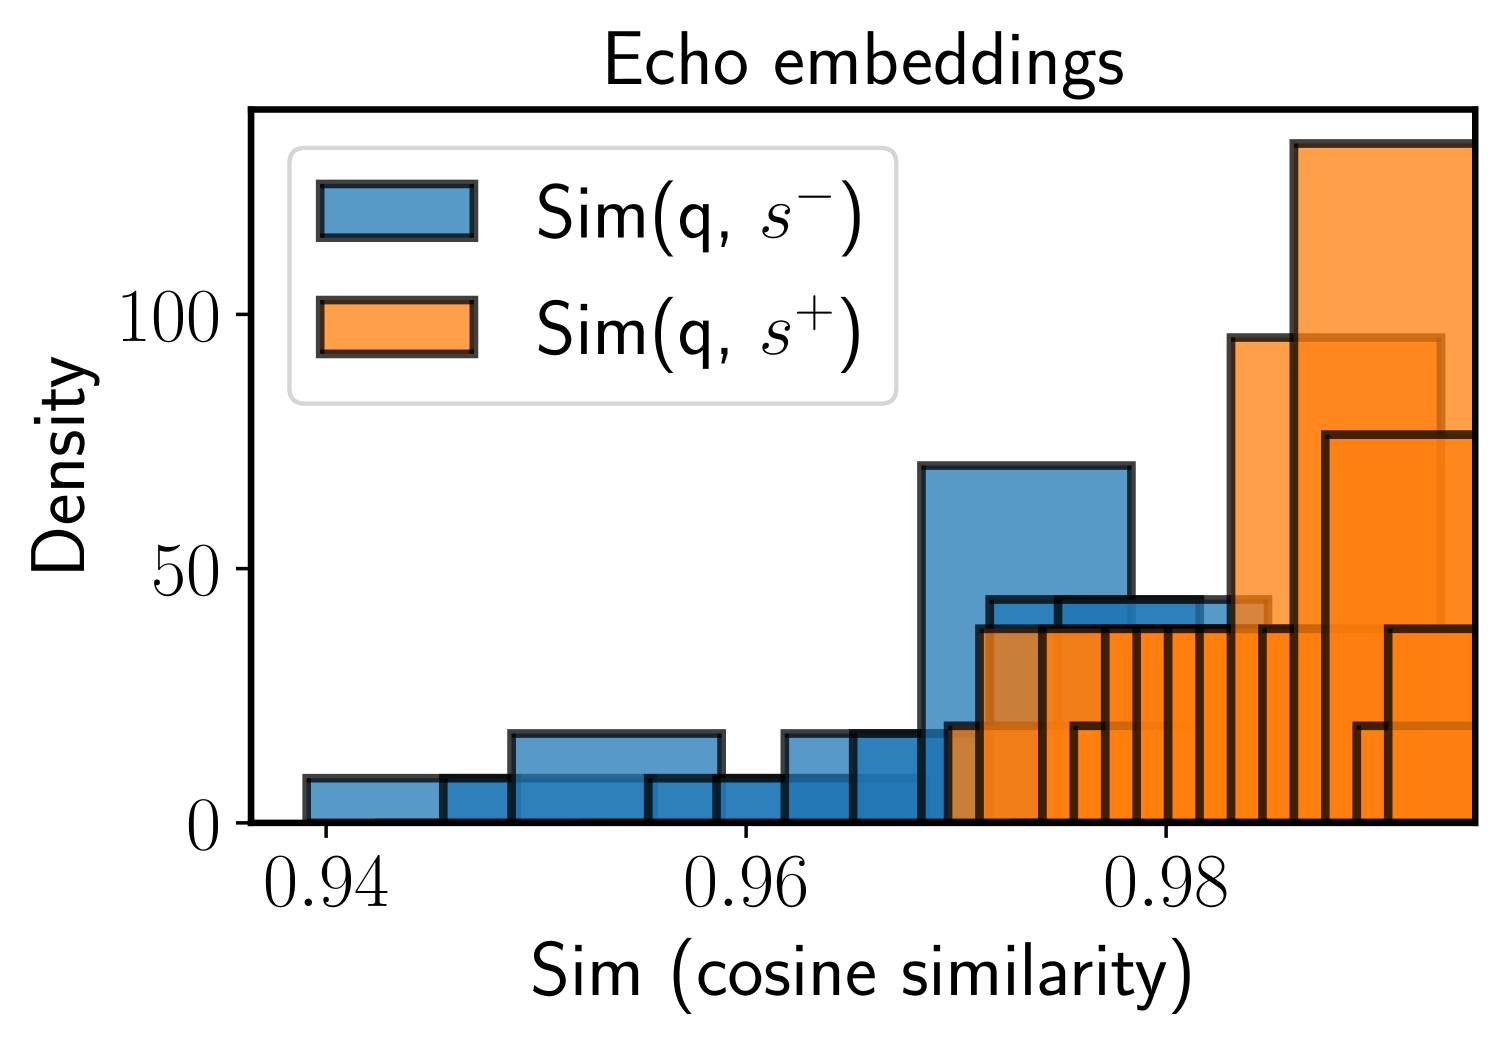 Echo embeddings
Sim(q, s⁻)
Sim(q, s⁺)
Density
100
50
0
0.94 0.96 0.98
Sim (cosine similarity)